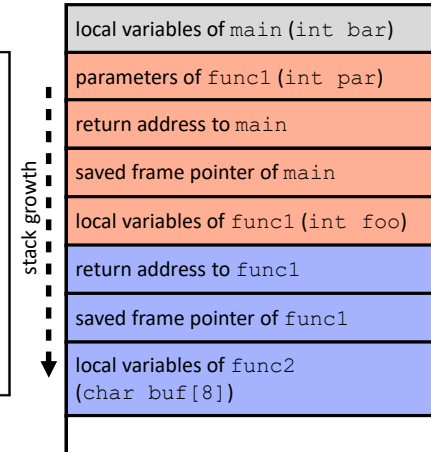 local variables of main (int bar)
parameters of func1 (int par)
return address to main
saved frame pointer of main
local variables of func1 (int foo)
return address to func1
saved frame pointer of func1
local variables of func2
(char buf[8])
stack growth